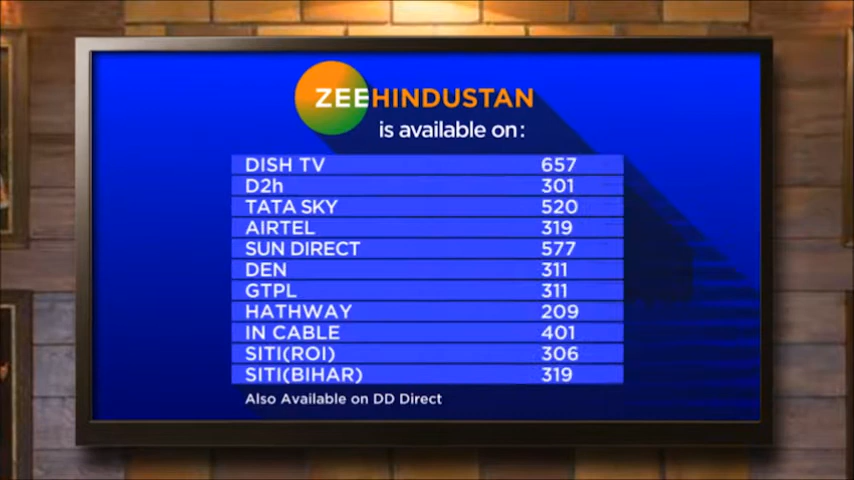 ZEEHINDUSTAN
is available on:
DISH TV 657
D2h 301
TATA SKY 520
AIRTEL 319
SUN DIRECT 577
DEN 311
GTPL 311
HATHWAY 209
IN CABLE 401
SITI(ROI) 306
SITI(BIHAR) 319
Also Available on DD Direct